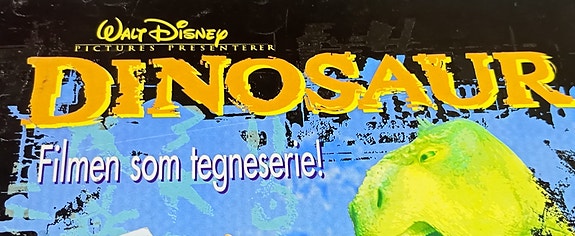 WALT DISNEY
PICTURES PRESENTERER
DINOSAUR
Filmen som tegneserie!